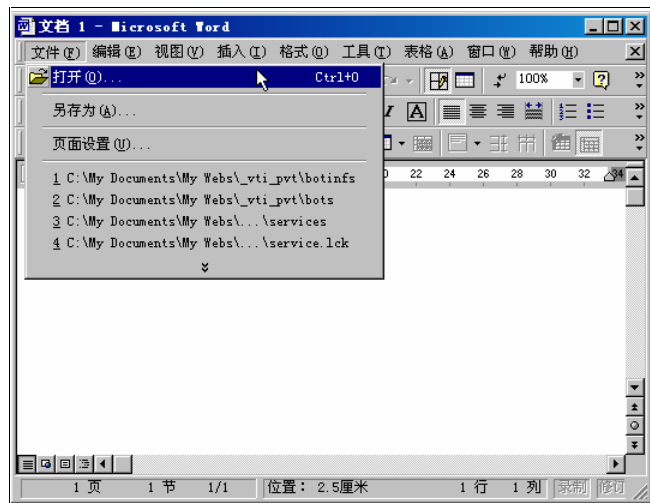 文档 1 - Microsoft Word
文件(F) 编辑(E) 视图(V) 插入(I) 格式(O) 工具(T) 表格(A) 窗口(W) 帮助(H)
打开(O)... Ctrl+O
100%
另存为(A)...
页面设置(U)...
22 24 26 28 30 32 34
1 C:\My Documents\My Webs\_vti_pvt\botinfs
2 C:\My Documents\My Webs\_vti_pvt\bots
3 C:\My Documents\My Webs\...\services
4 C:\My Documents\My Webs\...\service.lck
1 页 1 节 1/1 位置: 2.5厘米 1 行 1 列 录制 修订